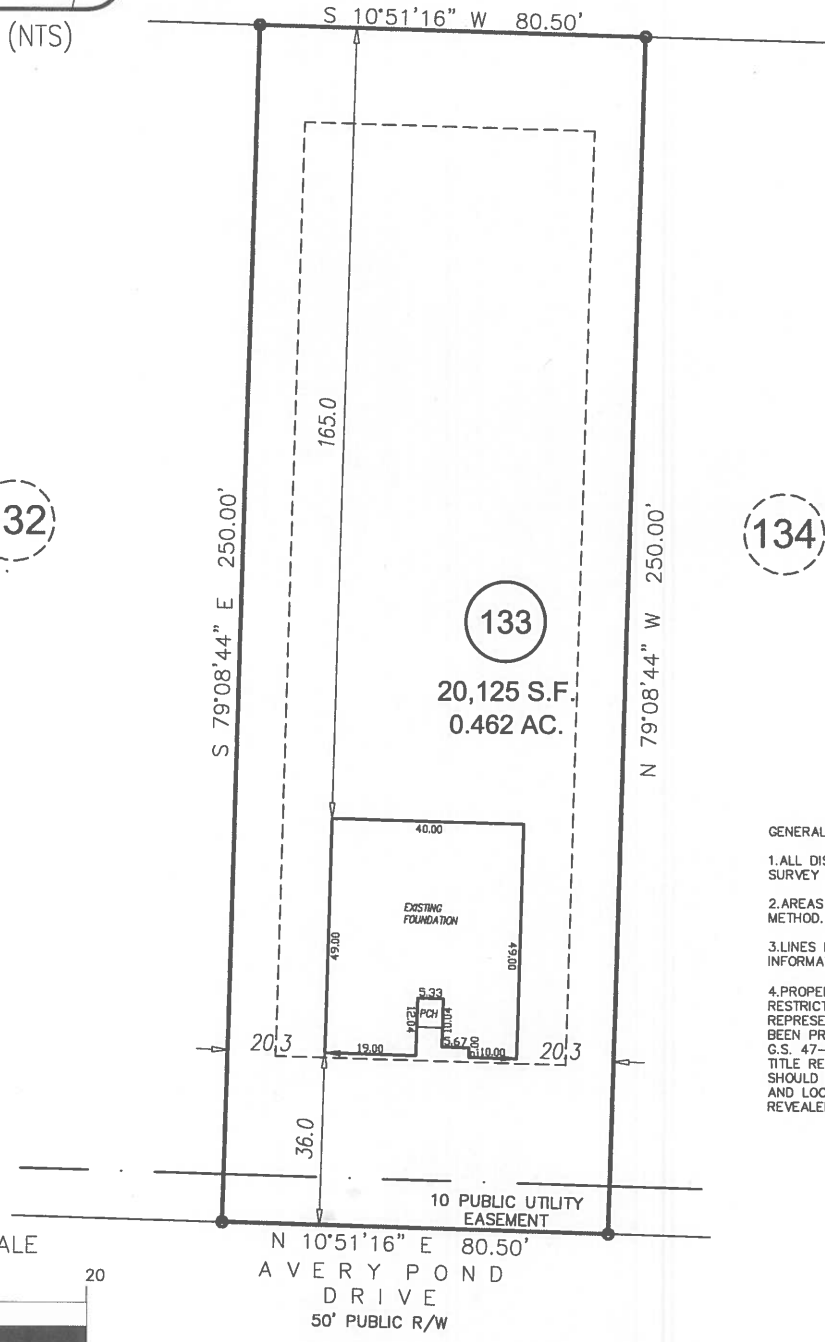 (NTS)
S 10°51'16" W 80.50'
165.0
32
S 79°08'44" E 250.00'
N 79°08'44" W 250.00'
134
133
20,125 S.F.
0.462 AC.
40.00
EXISTING
FOUNDATION
49.00
49.00
5.33
PCH
12.04
10.04
19.00
5.67
10.00
20.3
20.3
36.0
GENERAL
1.ALL DIS
SURVEY
2.AREAS
METHOD.
3.LINES
INFORMA
4.PROPE
RESTRICT
REPRESE
BEEN PR
G.S. 47-
TITLE RE
SHOULD
AND LOC
REVEALE
10 PUBLIC UTILITY
EASEMENT
ALE
20
N 10°51'16" E 80.50'
AVERY POND
DRIVE
50' PUBLIC R/W